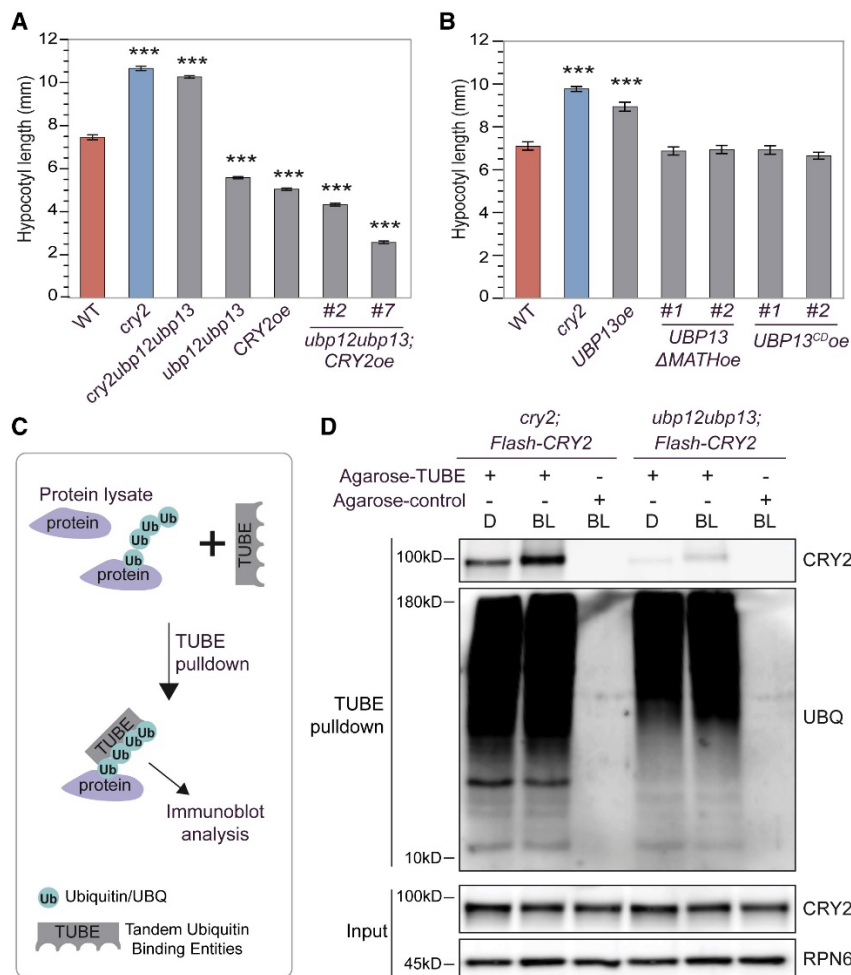 A
Hypocotyl length (mm)
12
10
8
6
4
2
0
***
***
***
***
***
***
WT
cry2
cry2ubp12ubp13
ubp12ubp13
CRY2oe
#2 #7
ubp12ubp13;
CRY2oe
B
Hypocotyl length (mm)
12
10
8
6
4
2
0
***
***
WT
cry2
UBP13oe
#1 #2
UBP13
ΔMATHoe
#1 #2
UBP13CDoe
C
Protein lysate
protein
Ub
Ub
Ub
Ub
protein
+
TUBE
TUBE
pulldown
TUBE
Ub
Ub
Ub
Ub
protein
Immunoblot
analysis
Ub Ubiquitin/UBQ
TUBE Tandem Ubiquitin
Binding Entities
D
cry2;
Flash-CRY2
ubp12ubp13;
Flash-CRY2
Agarose-TUBE + + - + + -
Agarose-control - - + - - +
D BL BL D BL BL
100kD CRY2
180kD
TUBE
pulldown
UBQ
10kD
100kD CRY2
Input
45kD RPN6